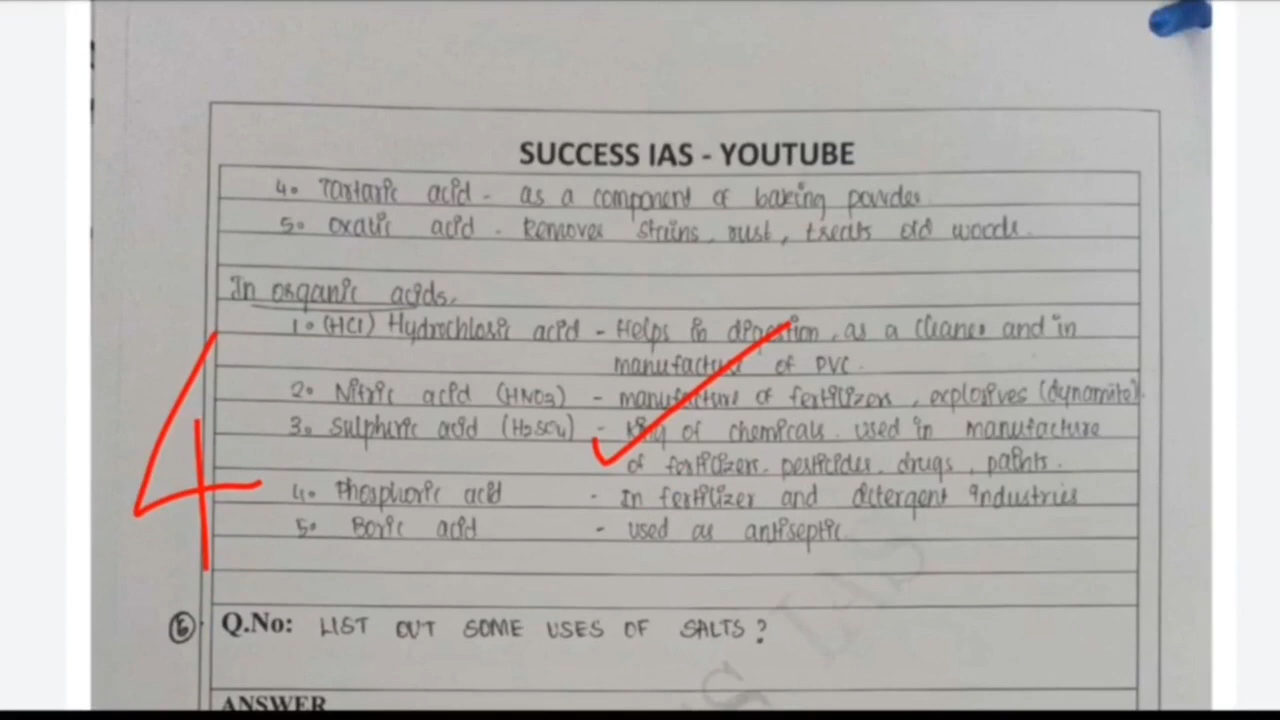 SUCCESS IAS - YOUTUBE
4. Tartaric acid - as a component of baking powder
5. Oxalic acid - Removes stains, rust, treats old woods.
In organic acids,
1. (HCl) Hydrochloric acid - Helps in digestion, as a cleaner and in
manufacture of PVC.
2. Nitric acid (HNO3) - manufacture of fertilizers, explosives (dynamite).
3. Sulphuric acid (H2SO4) - King of chemicals. used in manufacture
of fertilizers, pesticides, drugs, paints.
4. Phosphoric acid - In fertilizer and detergent industries
5. Boric acid - used as antiseptic.
4
6. Q.No: LIST OUT SOME USES OF SALTS?
ANSWER
IAS